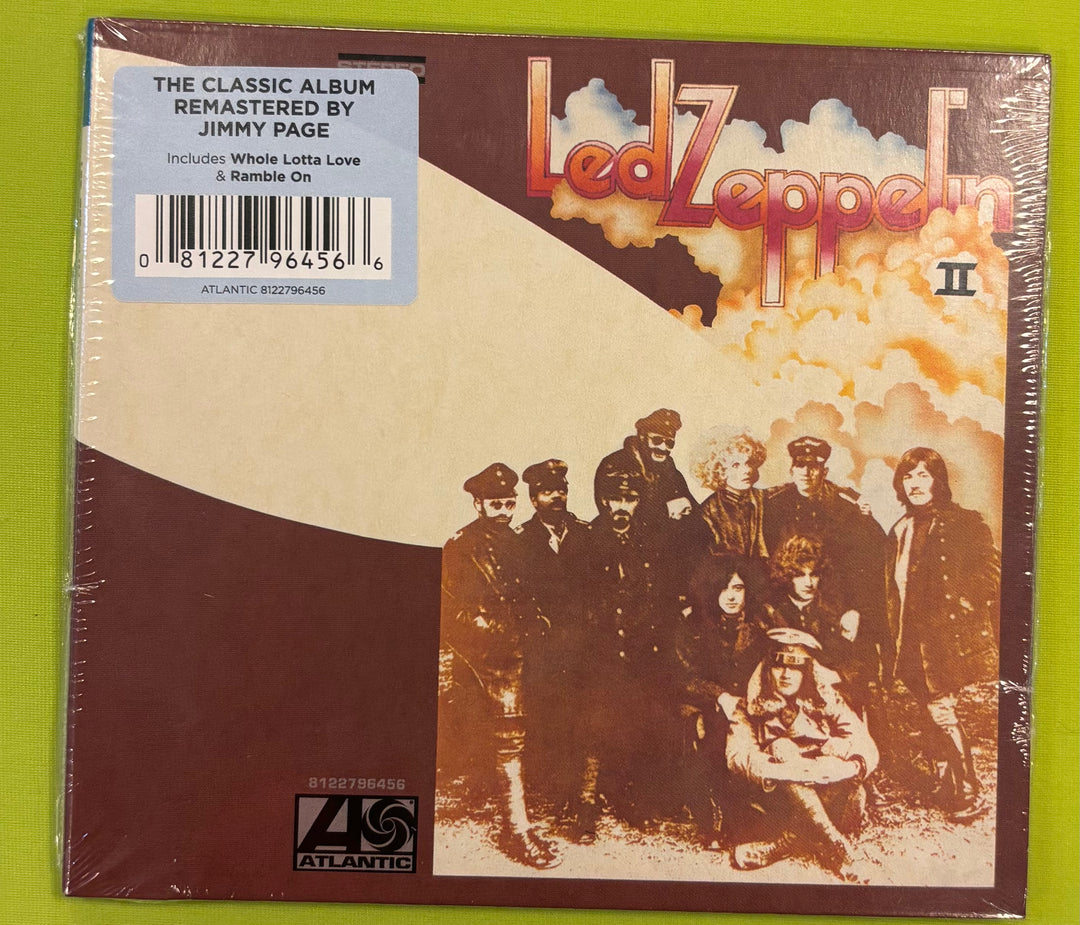 STEREO
THE CLASSIC ALBUM
REMASTERED BY
JIMMY PAGE
Includes Whole Lotta Love
& Ramble On
0 81227 96456 6
ATLANTIC 8122796456
Led Zeppelin
II
8122796456
ATLANTIC